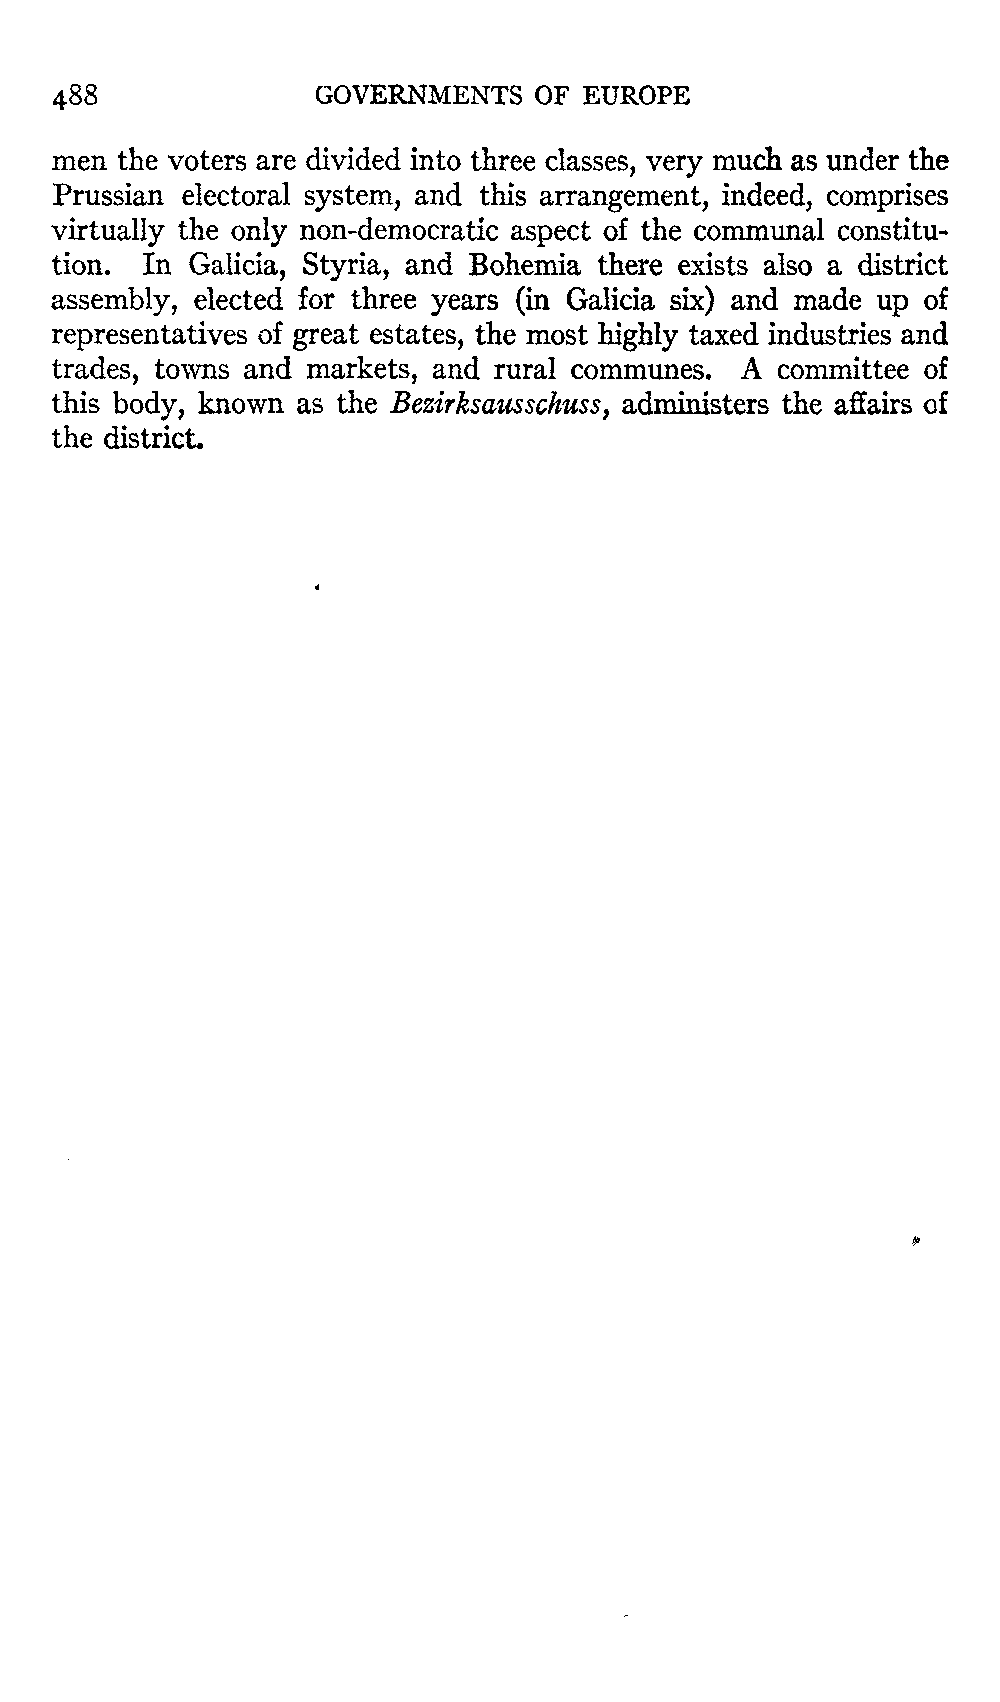 488 GOVERNMENTS OF EUROPE
men the voters are divided into three classes, very much as under the
Prussian electoral system, and this arrangement, indeed, comprises
virtually the only non-democratic aspect of the communal constitu-
tion. In Galicia, Styria, and Bohemia there exists also a district
assembly, elected for three years (in Galicia six) and made up of
representatives of great estates, the most highly taxed industries and
trades, towns and markets, and rural communes. A committee of
this body, known as the Bezirksausschuss, administers the affairs of
the district.